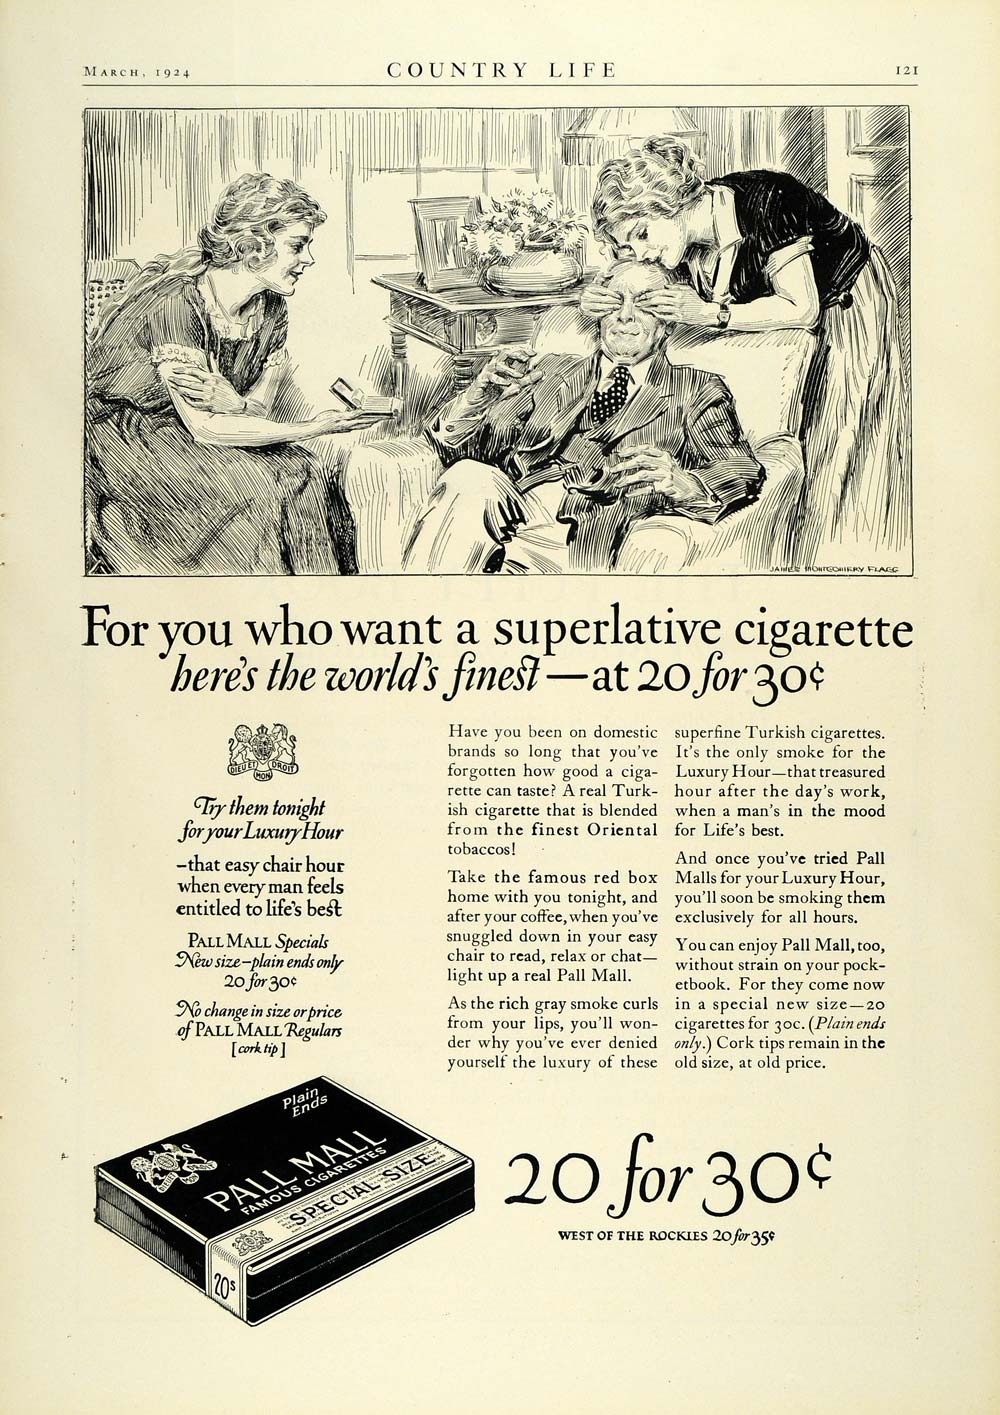 March, 1924
COUNTRY LIFE
121
JAMES MONTGOMERY FLAGG
For you who want a superlative cigarette
here's the world's finest—at 20 for 30¢
DIEU ET MON DROIT
Try them tonight
for your Luxury Hour
–that easy chair hour
when every man feels
entitled to life's best
PALL MALL Specials
New size–plain ends only
20 for 30¢
No change in size or price
of PALL MALL Regulars
[cork tip]
Have you been on domestic
brands so long that you've
forgotten how good a ciga-
rette can taste? A real Turk-
ish cigarette that is blended
from the finest Oriental
tobaccos!
Take the famous red box
home with you tonight, and
after your coffee, when you've
snuggled down in your easy
chair to read, relax or chat—
light up a real Pall Mall.
As the rich gray smoke curls
from your lips, you'll won-
der why you've ever denied
yourself the luxury of these
superfine Turkish cigarettes.
It's the only smoke for the
Luxury Hour—that treasured
hour after the day's work,
when a man's in the mood
for Life's best.
And once you've tried Pall
Malls for your Luxury Hour,
you'll soon be smoking them
exclusively for all hours.
You can enjoy Pall Mall, too,
without strain on your pock-
etbook. For they come now
in a special new size—20
cigarettes for 30c. (Plain ends
only.) Cork tips remain in the
old size, at old price.
Plain
Ends
PALL MALL
FAMOUS CIGARETTES
SPECIAL-SIZE
20s
20 for 30¢
WEST OF THE ROCKIES 20 for 35¢